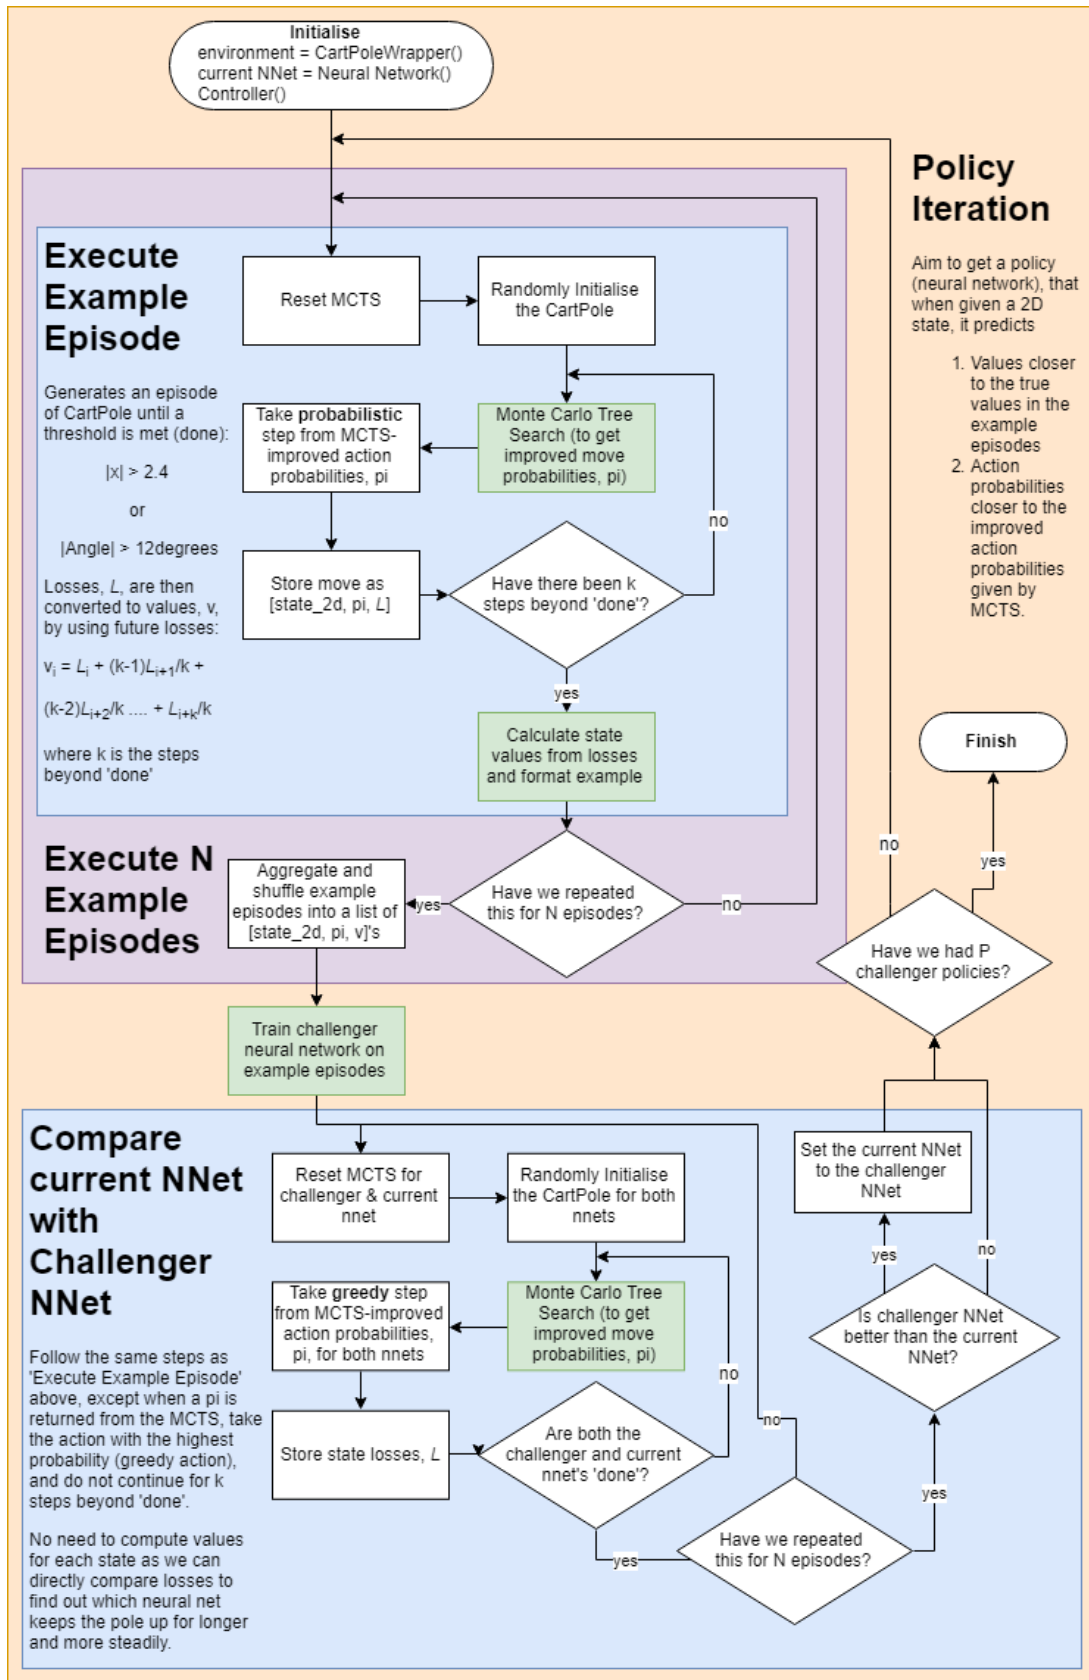 Initialise
environment = CartPoleWrapper()
current NNet = Neural Network()
Controller()
Policy
Iteration
Aim to get a policy
(neural network), that
when given a 2D
state, it predicts
1. Values closer
to the true
values in the
example
episodes
2. Action
probabilities
closer to the
improved
action
probabilities
given by
MCTS.
Execute
Example
Episode
Generates an episode
of CartPole until a
threshold is met (done):
|x| > 2.4
or
|Angle| > 12degrees
Losses, L, are then
converted to values, v,
by using future losses:
vi = Li + (k-1)Li+1/k +
(k-2)Li+2/k .... + Li+k/k
where k is the steps
beyond 'done'
Reset MCTS
Randomly Initialise
the CartPole
Monte Carlo Tree
Search (to get
improved move
probabilities, pi)
Take probabilistic
step from MCTS-
improved action
probabilities, pi
Store move as
[state_2d, pi, L]
Have there been k
steps beyond 'done'?
no
yes
Calculate state
values from losses
and format example
Execute N
Example
Episodes
Have we repeated
this for N episodes?
no
yes
Aggregate and
shuffle example
episodes into a list of
[state_2d, pi, v]'s
Train challenger
neural network on
example episodes
Finish
yes
no
Have we had P
challenger policies?
Compare
current NNet
with
Challenger
NNet
Follow the same steps as
'Execute Example Episode'
above, except when a pi is
returned from the MCTS, take
the action with the highest
probability (greedy action),
and do not continue for k
steps beyond 'done'.
No need to compute values
for each state as we can
directly compare losses to
find out which neural net
keeps the pole up for longer
and more steadily.
Reset MCTS for
challenger & current
nnet
Randomly Initialise
the CartPole for both
nnets
Monte Carlo Tree
Search (to get
improved move
probabilities, pi)
Take greedy step
from MCTS-improved
action probabilities,
pi, for both nnets
Store state losses, L
Are both the
challenger and current
nnet's 'done'?
no
yes
Have we repeated
this for N episodes?
no
yes
Is challenger NNet
better than the current
NNet?
yes
no
Set the current NNet
to the challenger
NNet